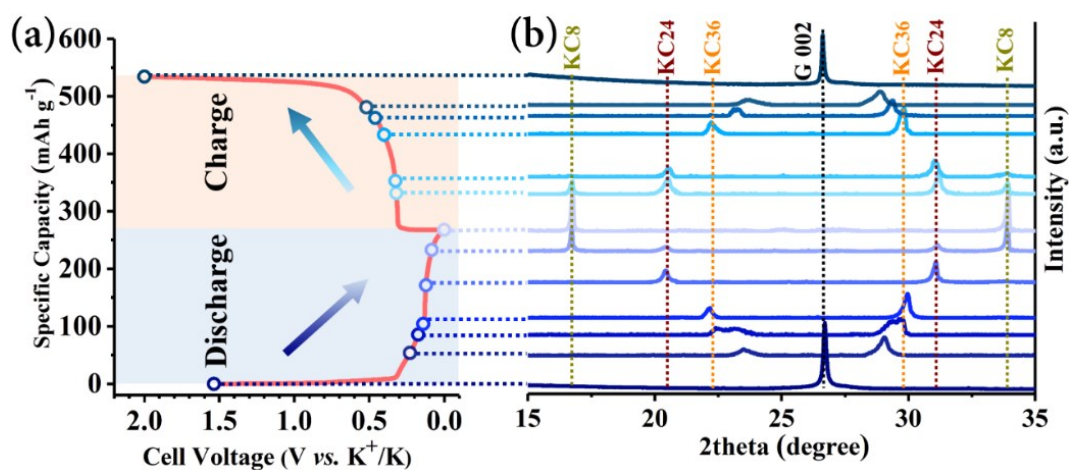 (a)
600
500
400
300
200
100
0
Specific Capacity (mAh g⁻¹)
Charge
Discharge
2.0 1.5 1.0 0.5 0.0
Cell Voltage (V vs. K⁺/K)
(b)
KC8
KC24
KC36
G 002
KC36
KC24
KC8
Intensity (a.u.)
15 20 25 30 35
2theta (degree)